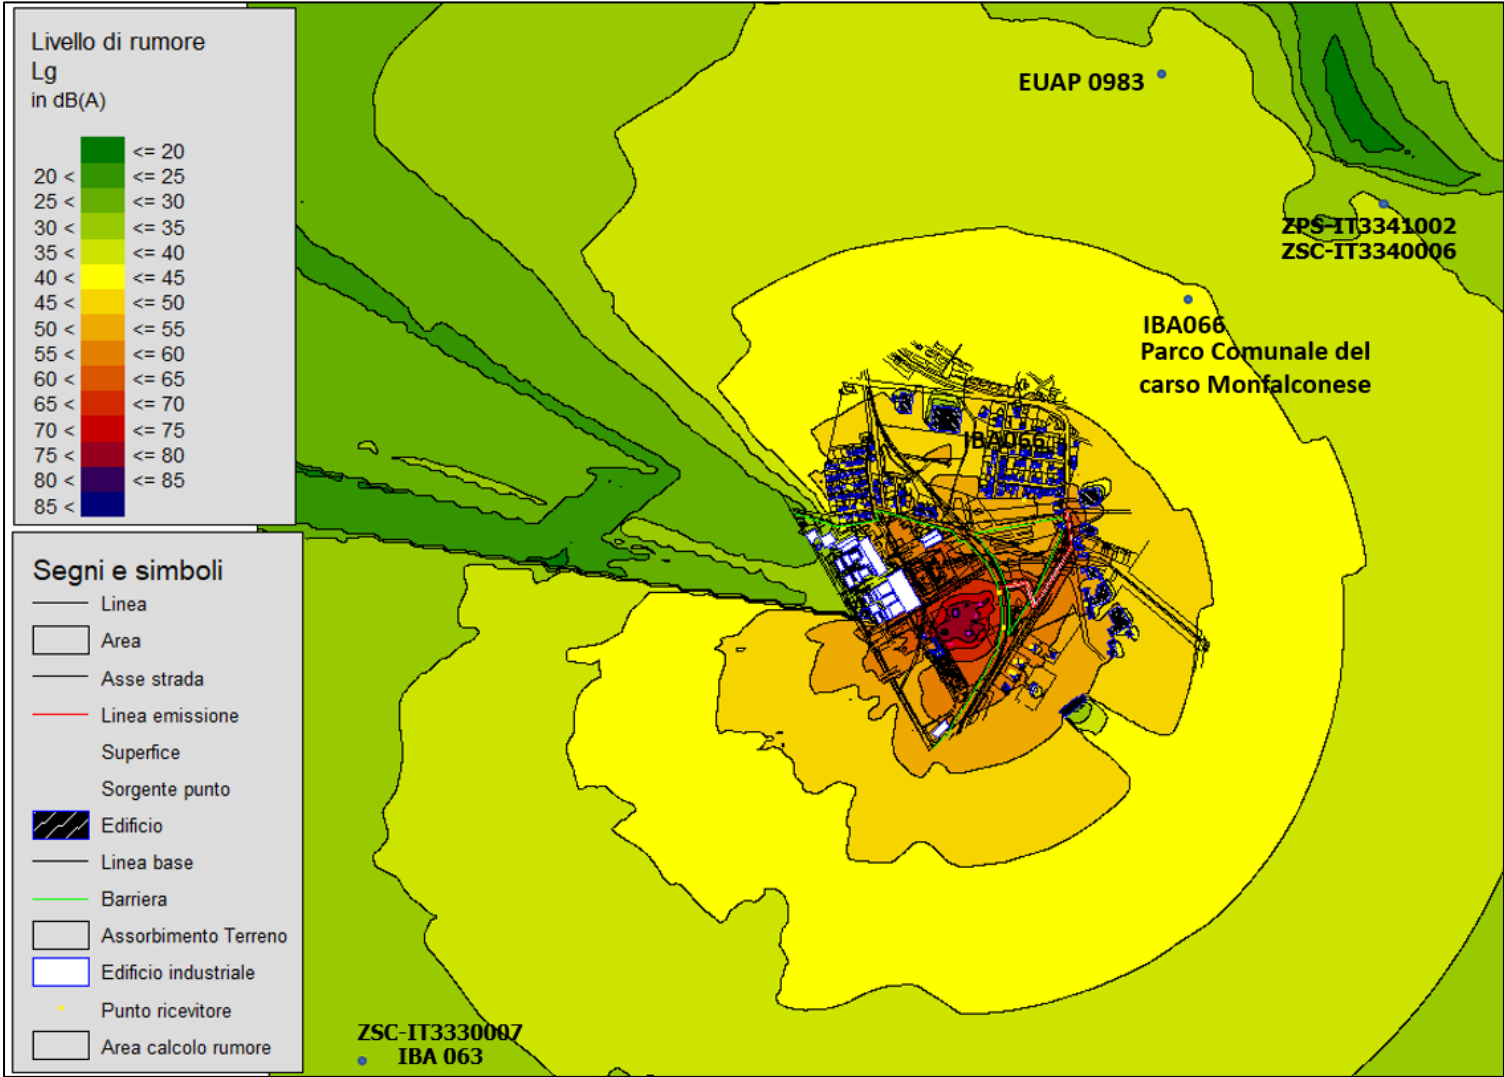 Livello di rumore
Lg
in dB(A)
<= 20
20 < <= 25
25 < <= 30
30 < <= 35
35 < <= 40
40 < <= 45
45 < <= 50
50 < <= 55
55 < <= 60
60 < <= 65
65 < <= 70
70 < <= 75
75 < <= 80
80 < <= 85
85 <
Segni e simboli
Linea
Area
Asse strada
Linea emissione
Superfice
Sorgente punto
Edificio
Linea base
Barriera
Assorbimento Terreno
Edificio industriale
Punto ricevitore
Area calcolo rumore
EUAP 0983
ZPS-IT3341002
ZSC-IT3340006
IBA066
Parco Comunale del
carso Monfalconese
IBA066
ZSC-IT3330007
IBA 063